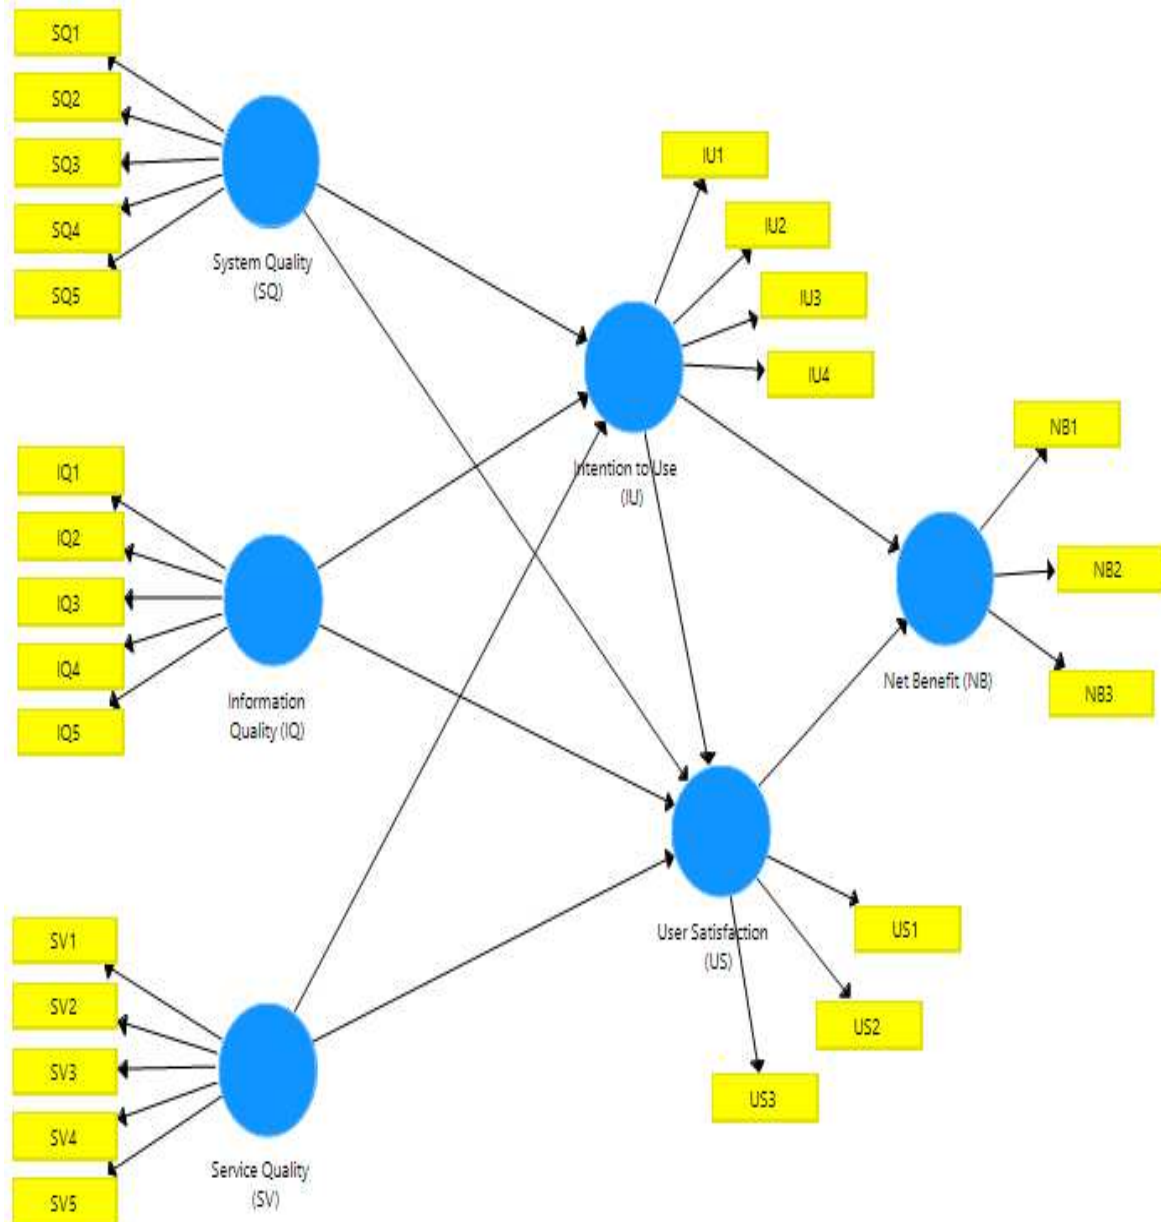 SQ1
SQ2
SQ3
SQ4
SQ5
System Quality
(SQ)
IU1
IU2
IU3
IU4
Intention to Use
(IU)
IQ1
IQ2
IQ3
IQ4
IQ5
Information
Quality (IQ)
NB1
NB2
NB3
Net Benefit (NB)
User Satisfaction
(US)
US1
US2
US3
SV1
SV2
SV3
SV4
SV5
Service Quality
(SV)